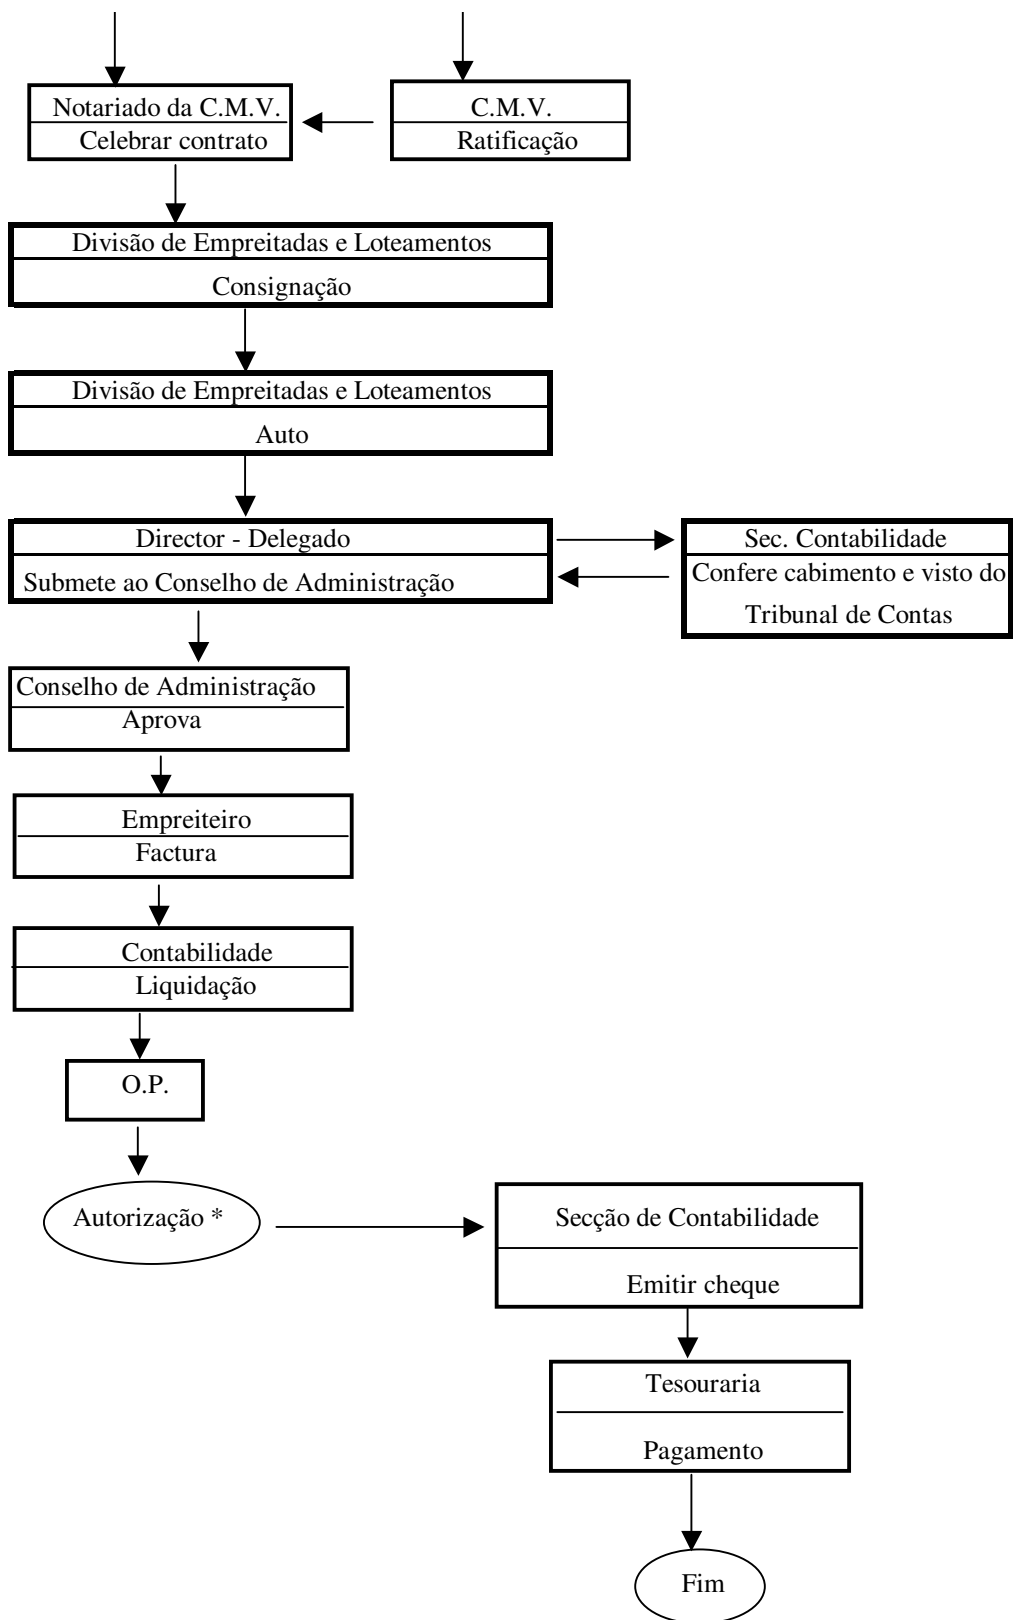 Notariado da C.M.V.
Celebrar contrato
C.M.V.
Ratificação
Divisão de Empreitadas e Loteamentos
Consignação
Divisão de Empreitadas e Loteamentos
Auto
Director - Delegado
Submete ao Conselho de Administração
Sec. Contabilidade
Confere cabimento e visto do
Tribunal de Contas
Conselho de Administração
Aprova
Empreiteiro
Factura
Contabilidade
Liquidação
O.P.
Autorização *
Secção de Contabilidade
Emitir cheque
Tesouraria
Pagamento
Fim